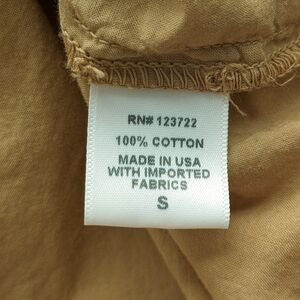 RN# 123722
100% COTTON
MADE IN USA
WITH IMPORTED
FABRICS
S